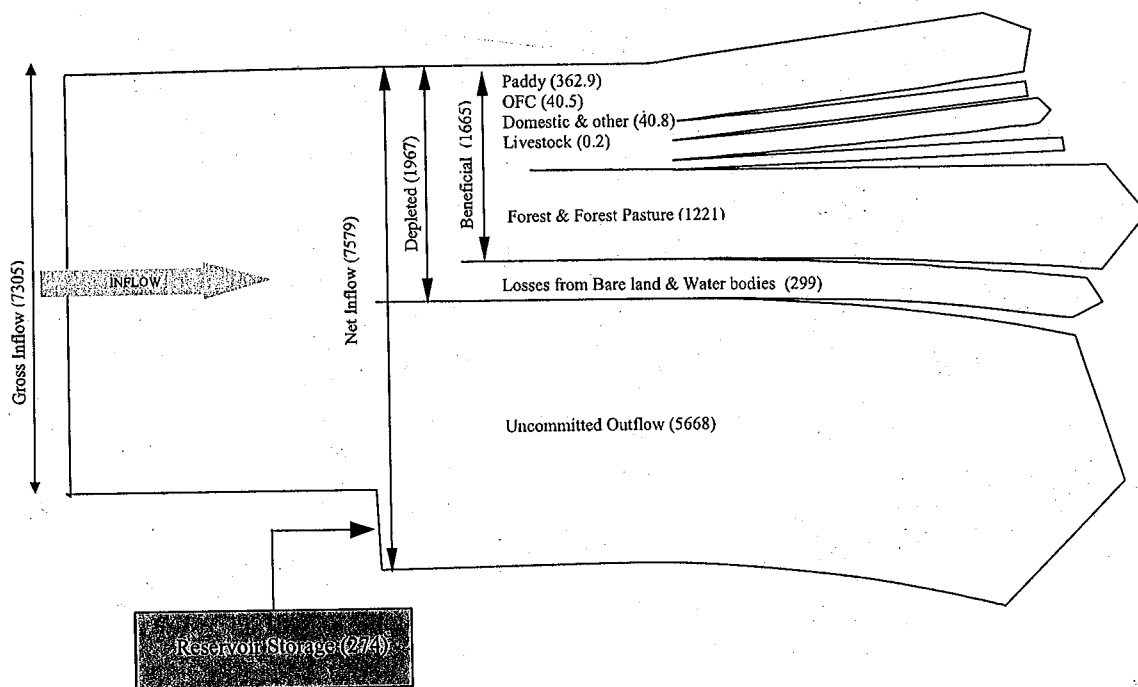 Gross Inflow (7305)
INFLOW
Net Inflow (7579)
Depleted (1967)
Beneficial (1665)
Paddy (362.9)
OFC (40.5)
Domestic & other (40.8)
Livestock (0.2)
Forest & Forest Pasture (1221)
Losses from Bare land & Water bodies (299)
Uncommitted Outflow (5668)
Reservoir Storage (274)